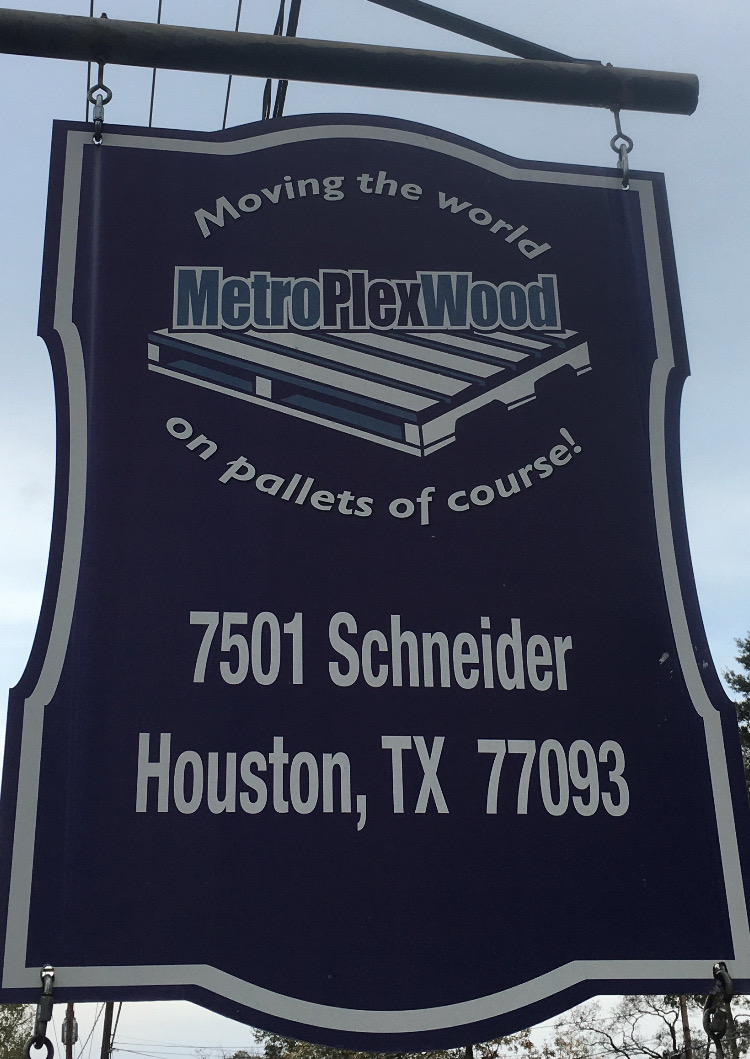 Moving the world
MetroPlexWood
on pallets of course!
7501 Schneider
Houston, TX 77093